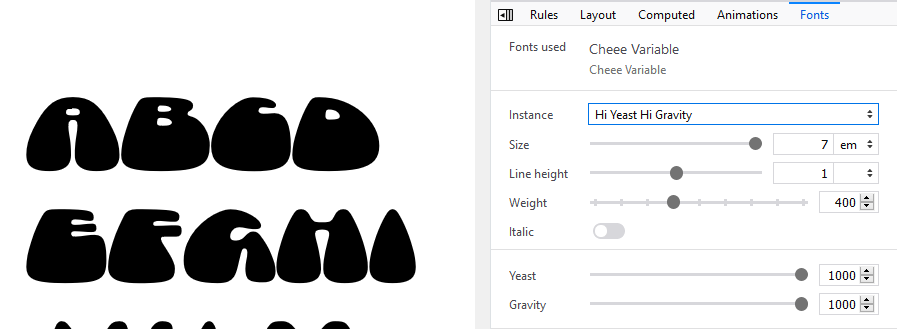 ABCD
EFGHI
Rules Layout Computed Animations Fonts
Fonts used Cheee Variable
Cheee Variable
Instance Hi Yeast Hi Gravity
Size 7 em
Line height 1
Weight 400
Italic
Yeast 1000
Gravity 1000